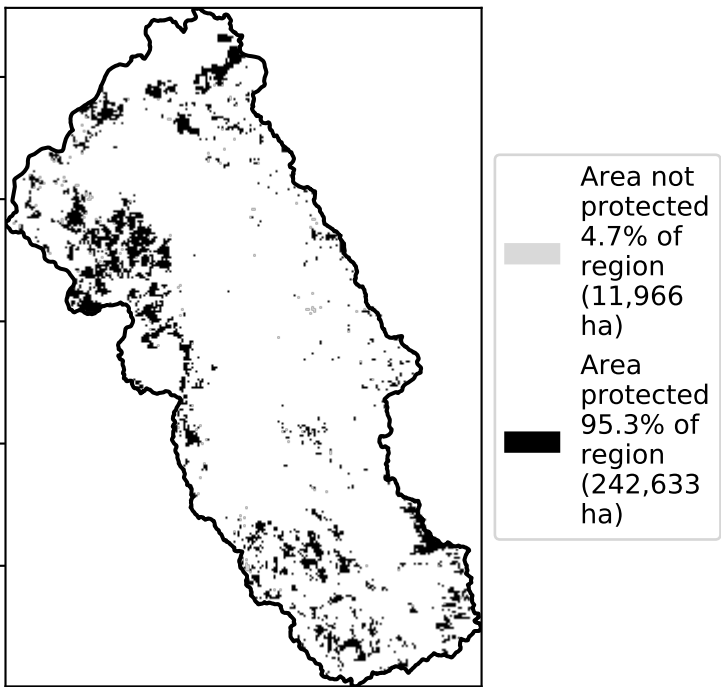 Area not
protected
4.7% of
region
(11,966
ha)
Area
protected
95.3% of
region
(242,633
ha)